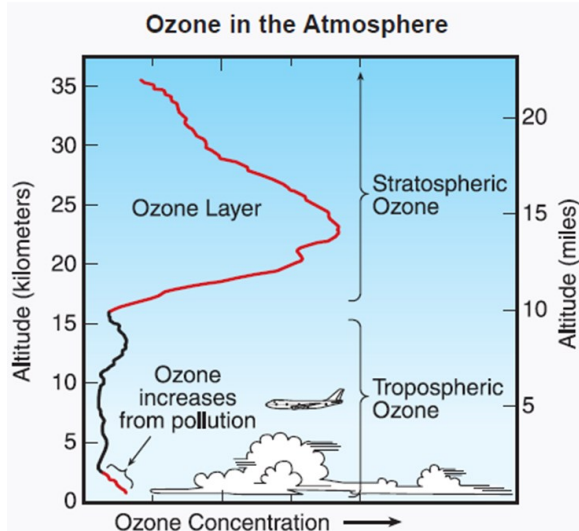 Ozone in the Atmosphere
Altitude (kilometers)
35
30
25
20
15
10
5
0
Ozone Layer
Stratospheric
Ozone
Ozone
increases
from pollution
Tropospheric
Ozone
20
15
10
5
Altitude (miles)
Ozone Concentration